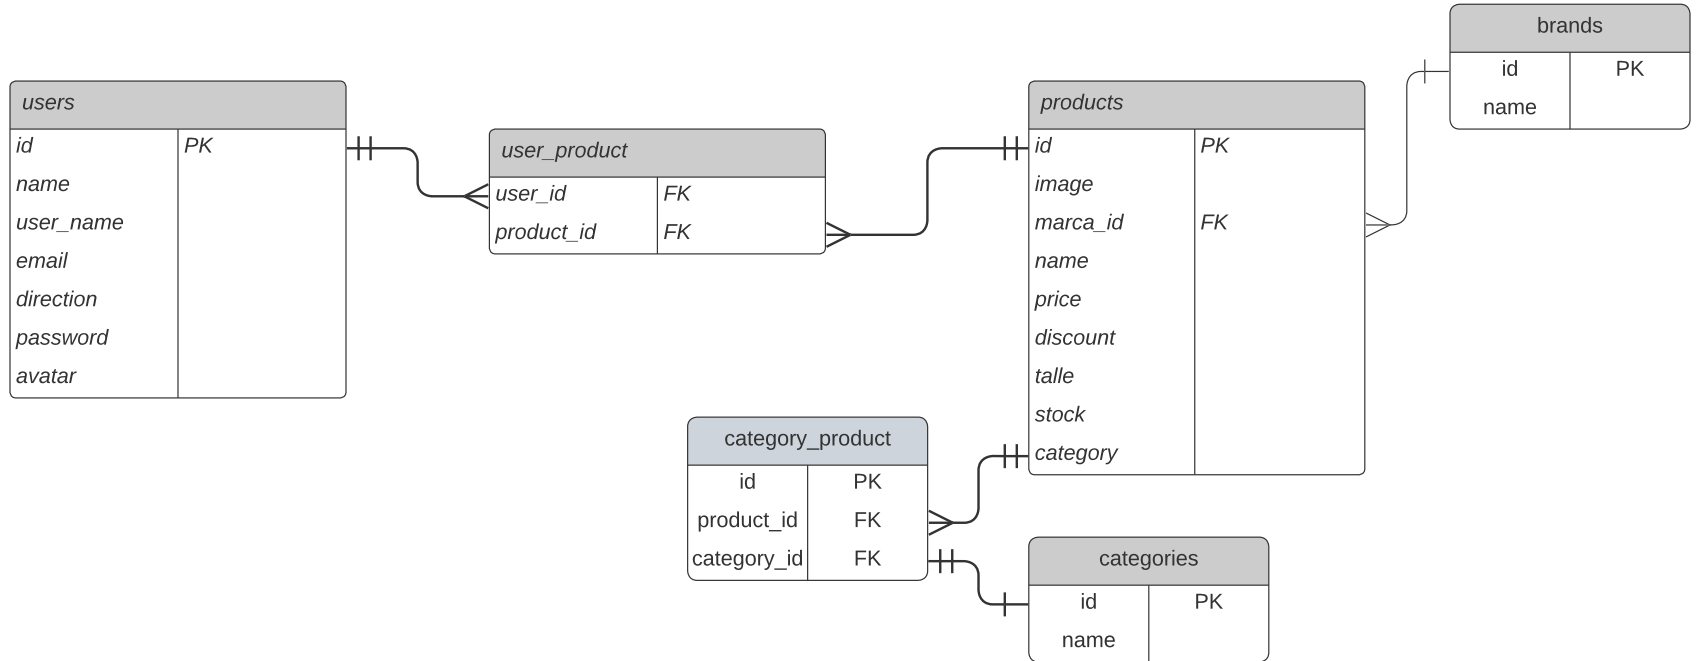 users
id PK
name
user_name
email
direction
password
avatar
user_product
user_id FK
product_id FK
products
id PK
image
marca_id FK
name
price
discount
talle
stock
category
brands
id PK
name
category_product
id PK
product_id FK
category_id FK
categories
id PK
name